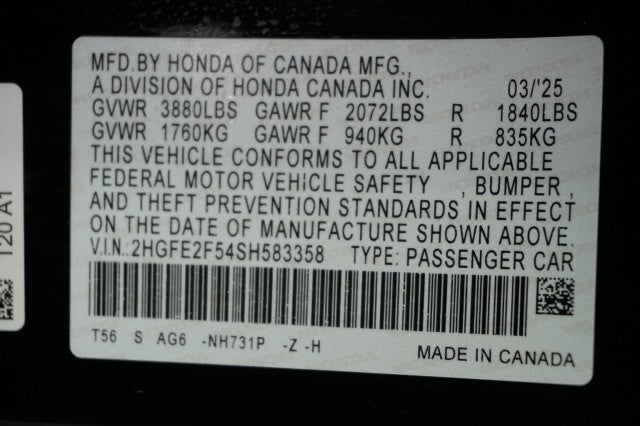 MFD.BY HONDA OF CANADA MFG.,
A DIVISION OF HONDA CANADA INC. 03/'25
GVWR 3880LBS GAWR F 2072LBS R 1840LBS
GVWR 1760KG GAWR F 940KG R 835KG
THIS VEHICLE CONFORMS TO ALL APPLICABLE
FEDERAL MOTOR VEHICLE SAFETY , BUMPER ,
AND THEFT PREVENTION STANDARDS IN EFFECT
ON THE DATE OF MANUFACTURE SHOWN ABOVE.
V.I.N.:2HGFE2F54SH583358 TYPE: PASSENGER CAR
T56 S AG6 -NH731P -Z -H
MADE IN CANADA
T20 A1